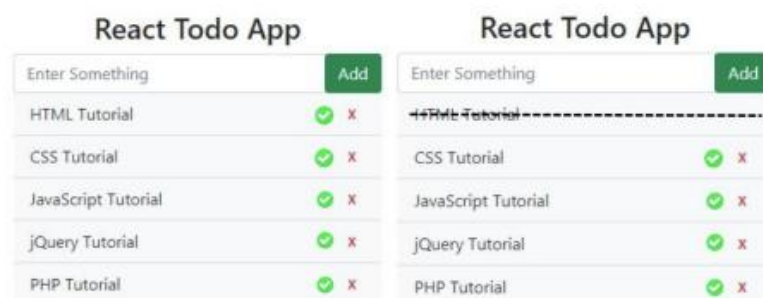 React Todo App
Enter Something Add
HTML Tutorial X
CSS Tutorial X
JavaScript Tutorial X
jQuery Tutorial X
PHP Tutorial X
React Todo App
Enter Something Add
HTML Tutorial
CSS Tutorial X
JavaScript Tutorial X
jQuery Tutorial X
PHP Tutorial X